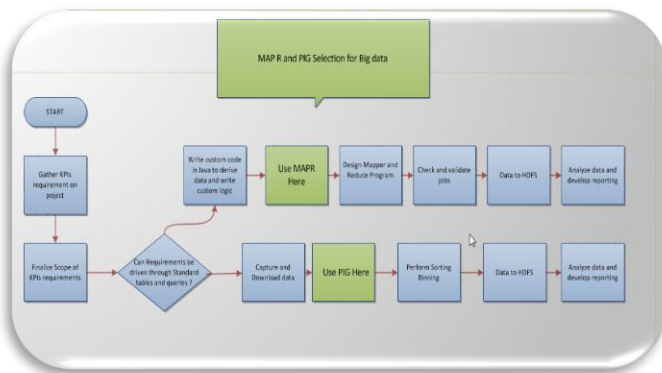 MAP R and PIG Selection for Big data
START
Gather KPIs
requirement on
poject
Finalize Scope of
KPIs requirements
Can Requirements be
driven through Standard
tables and queries ?
Write custom code
in Java to derive
data and write
custom logic
Use MAPR
Here
Design Mapper and
Reduce Program
Check and validate
jobs
Data to HDFS
Analyze data and
develop reporting
Capture and
Download data
Use PIG Here
Perform Sorting
Binning
Data to HDFS
Analyze data and
develop reporting